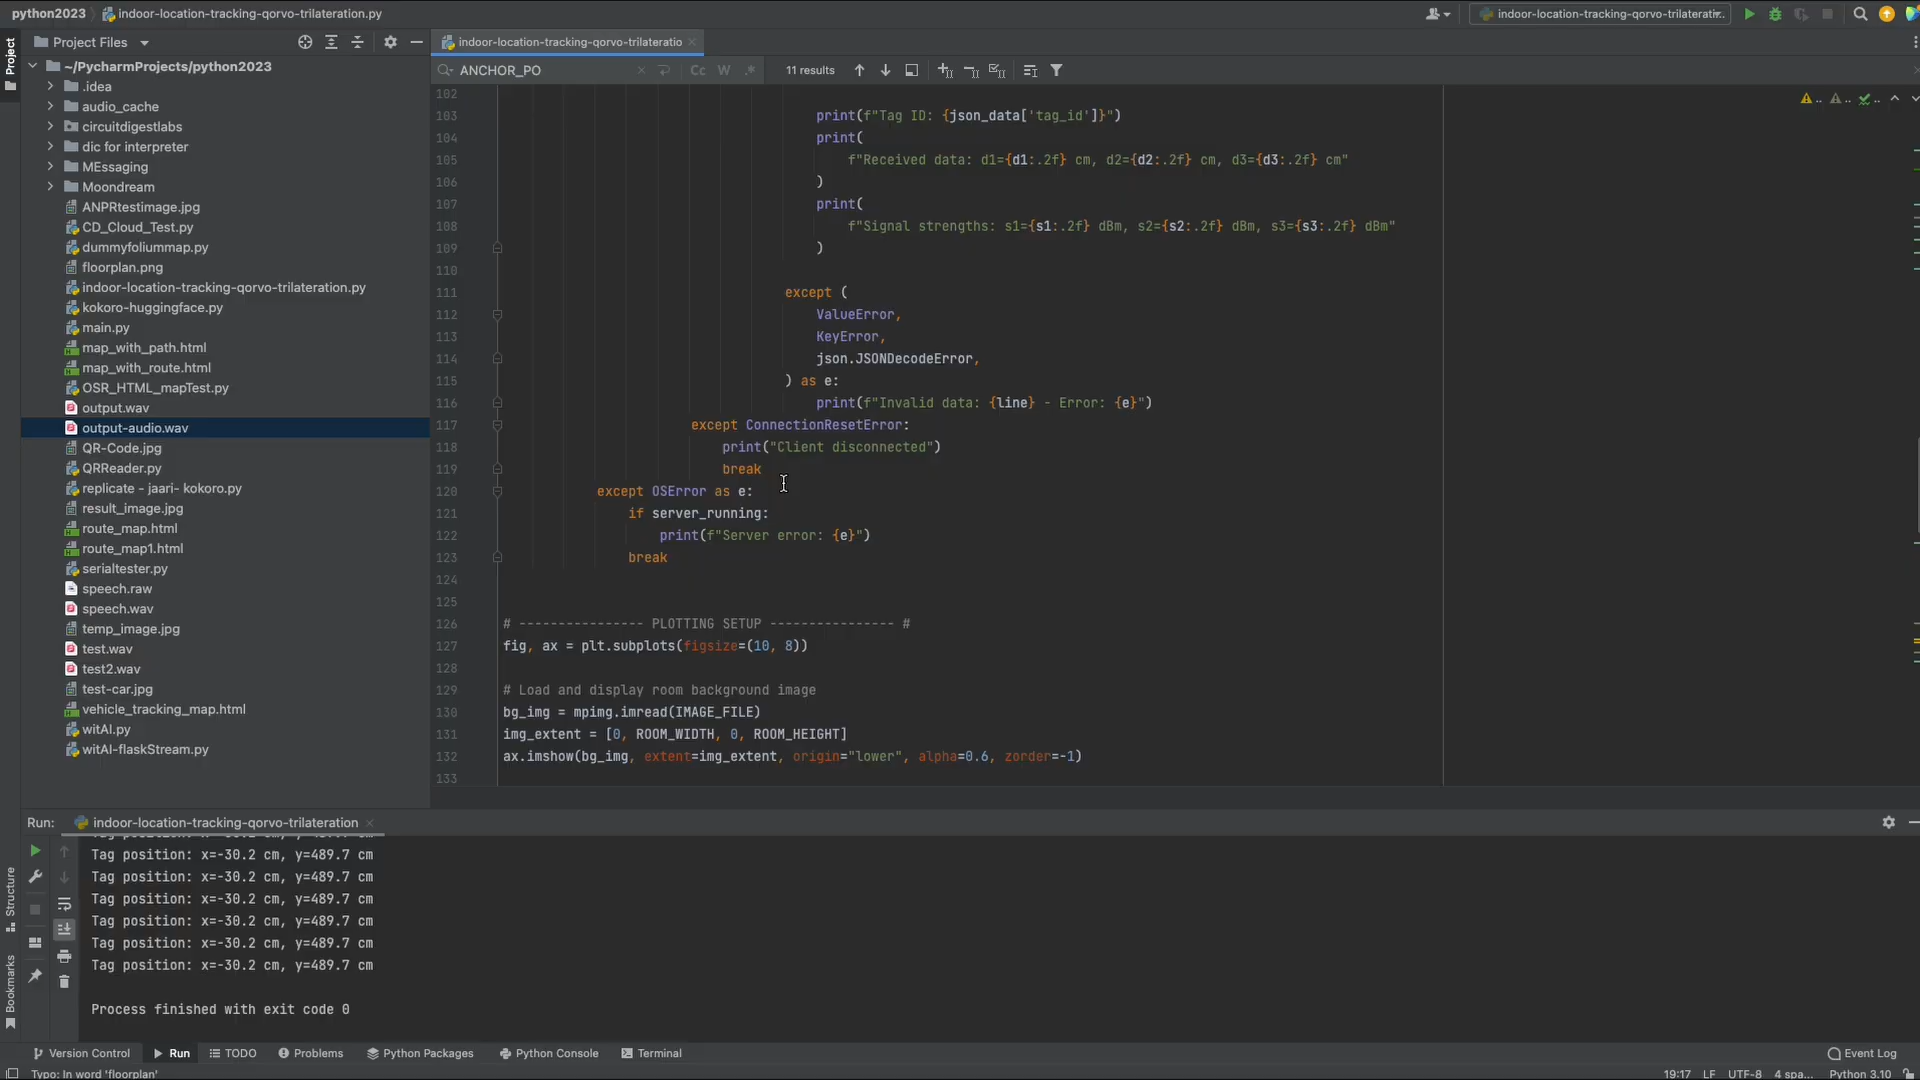 python2023
indoor-location-tracking-qorvo-trilateration.py
indoor-location-tracking-qorvo-trilaterati..
Project
Project Files
~/PycharmProjects/python2023
.idea
audio_cache
circuitdigestlabs
dic for interpreter
MEssaging
Moondream
ANPRtestimage.jpg
CD_Cloud_Test.py
dummyfoliummap.py
floorplan.png
indoor-location-tracking-qorvo-trilateration.py
kokoro-huggingface.py
main.py
map_with_path.html
map_with_route.html
OSR_HTML_mapTest.py
output.wav
output-audio.wav
QR-Code.jpg
QRReader.py
replicate - jaari- kokoro.py
result_image.jpg
route_map.html
route_map1.html
serialtester.py
speech.raw
speech.wav
temp_image.jpg
test.wav
test2.wav
test-car.jpg
vehicle_tracking_map.html
witAI.py
witAI-flaskStream.py
indoor-location-tracking-qorvo-trilateratio
ANCHOR_PO
Cc W .*
11 results
102
103 print(f"Tag ID: {json_data['tag_id']}")
104 print(
105 f"Received data: d1={d1:.2f} cm, d2={d2:.2f} cm, d3={d3:.2f} cm"
106 )
107 print(
108 f"Signal strengths: s1={s1:.2f} dBm, s2={s2:.2f} dBm, s3={s3:.2f} dBm"
109 )
110
111 except (
112 ValueError,
113 KeyError,
114 json.JSONDecodeError,
115 ) as e:
116 print(f"Invalid data: {line} - Error: {e}")
117 except ConnectionResetError:
118 print("Client disconnected")
119 break
120 except OSError as e:
121 if server_running:
122 print(f"Server error: {e}")
123 break
124
125
126 # ---------------- PLOTTING SETUP ---------------- #
127 fig, ax = plt.subplots(figsize=(10, 8))
128
129 # Load and display room background image
130 bg_img = mpimg.imread(IMAGE_FILE)
131 img_extent = [0, ROOM_WIDTH, 0, ROOM_HEIGHT]
132 ax.imshow(bg_img, extent=img_extent, origin="lower", alpha=0.6, zorder=-1)
133
Run:
indoor-location-tracking-qorvo-trilateration
Tag position: x=-30.2 cm, y=489.7 cm
Tag position: x=-30.2 cm, y=489.7 cm
Tag position: x=-30.2 cm, y=489.7 cm
Tag position: x=-30.2 cm, y=489.7 cm
Tag position: x=-30.2 cm, y=489.7 cm
Tag position: x=-30.2 cm, y=489.7 cm
Process finished with exit code 0
Structure
Bookmarks
Version Control
Run
TODO
Problems
Python Packages
Python Console
Terminal
Event Log
Typo: In word 'floorplan'
19:17 LF UTF-8 4 spa... Python 3.10